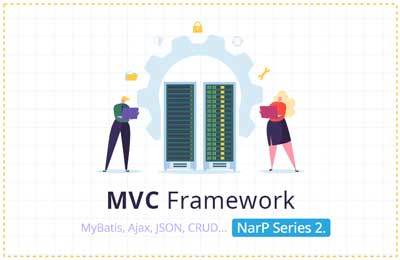 MVC Framework
MyBatis, Ajax, JSON, CRUD... NarP Series 2.